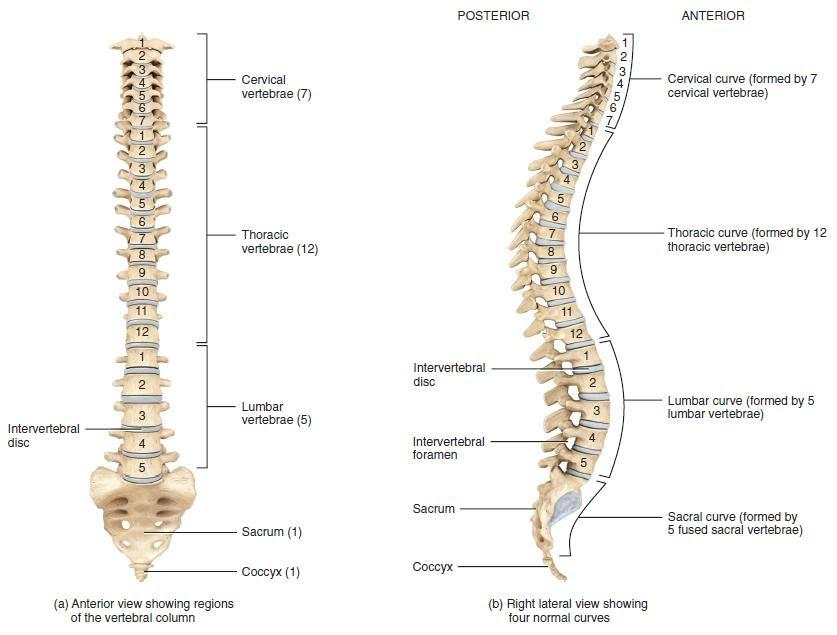 POSTERIOR
ANTERIOR
1
2
3
4
5
6
7
1
2
3
4
5
6
7
8
9
10
11
12
1
2
3
4
5
Cervical
vertebrae (7)
Thoracic
vertebrae (12)
Lumbar
vertebrae (5)
Intervertebral
disc
Sacrum (1)
Coccyx (1)
(a) Anterior view showing regions
of the vertebral column
1
2
3
4
5
6
7
1
2
3
4
5
6
7
8
9
10
11
12
1
2
3
4
5
Cervical curve (formed by 7
cervical vertebrae)
Thoracic curve (formed by 12
thoracic vertebrae)
Intervertebral
disc
Lumbar curve (formed by 5
lumbar vertebrae)
Intervertebral
foramen
Sacrum
Sacral curve (formed by
5 fused sacral vertebrae)
Coccyx
(b) Right lateral view showing
four normal curves